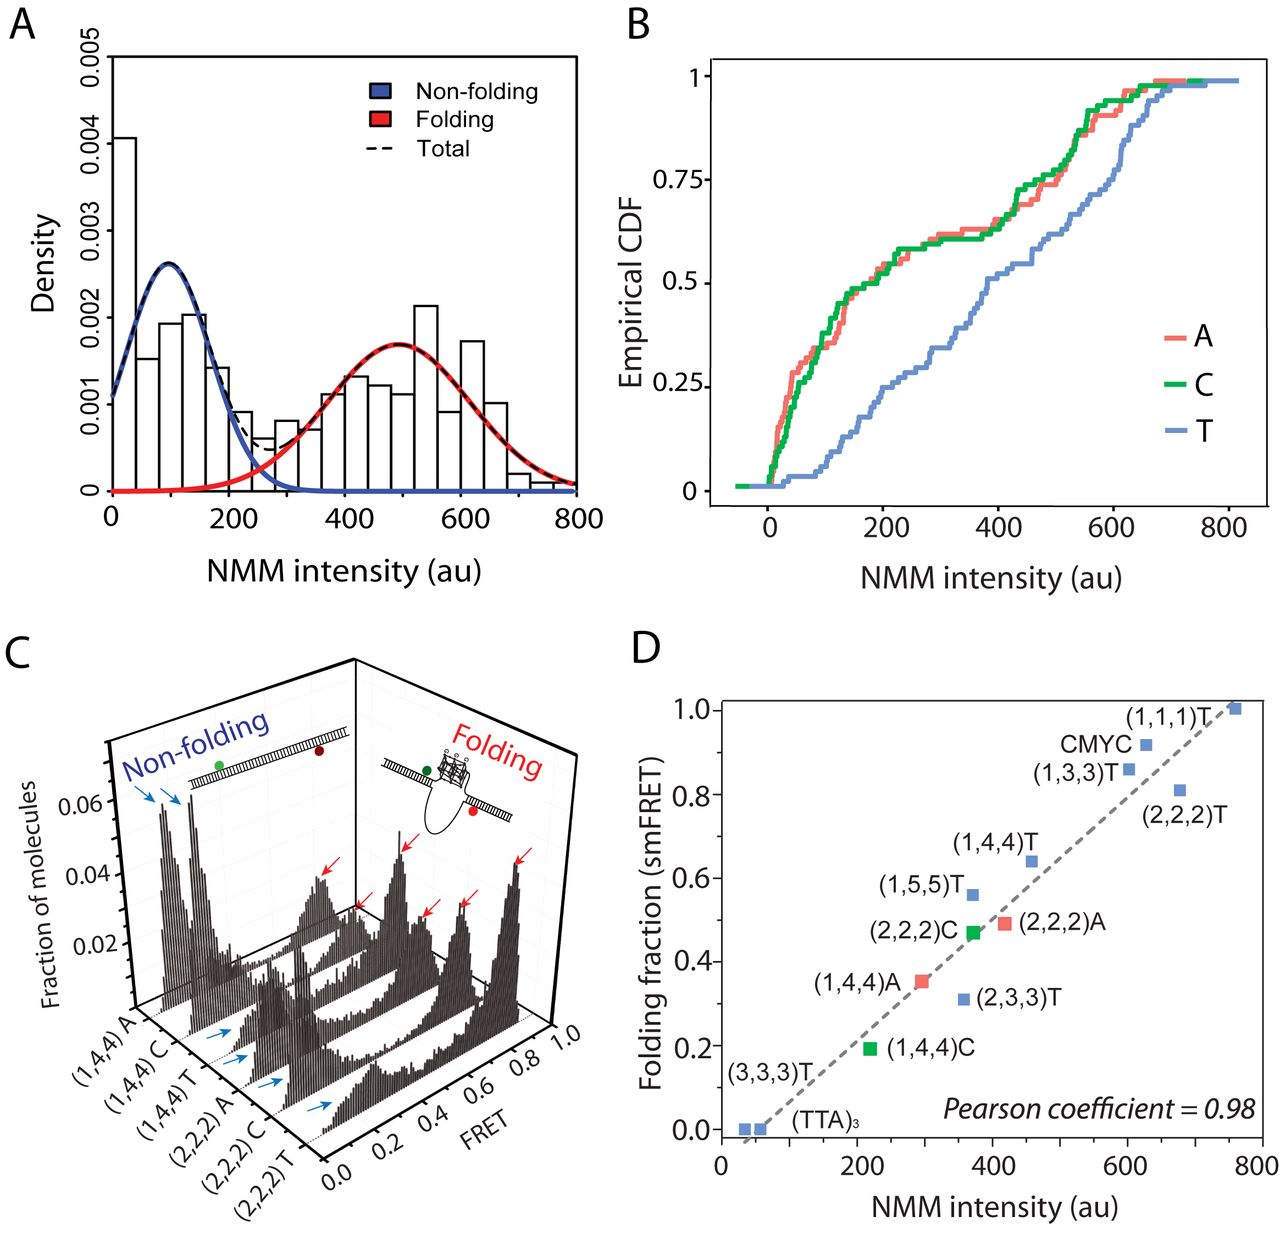 A
0.005
0.004
0.003
0.002
0.001
0
Density
Non-folding
Folding
Total
0
200
400
600
800
NMM intensity (au)
B
1
0.75
0.5
0.25
0
Empirical CDF
A
C
T
0
200
400
600
800
NMM intensity (au)
C
Non-folding
Folding
0.06
0.04
0.02
Fraction of molecules
(1,4,4) A
(1,4,4) C
(1,4,4) T
(2,2,2) A
(2,2,2) C
(2,2,2) T
0.0
0.2
0.4
0.6
0.8
1.0
FRET
D
1.0
0.8
0.6
0.4
0.2
0.0
Folding fraction (smFRET)
(1,1,1)T
CMYC
(1,3,3)T
(2,2,2)T
(1,4,4)T
(1,5,5)T
(2,2,2)C
(2,2,2)A
(1,4,4)A
(2,3,3)T
(1,4,4)C
(3,3,3)T
(TTA)₃
Pearson coefficient = 0.98
0
200
400
600
800
NMM intensity (au)